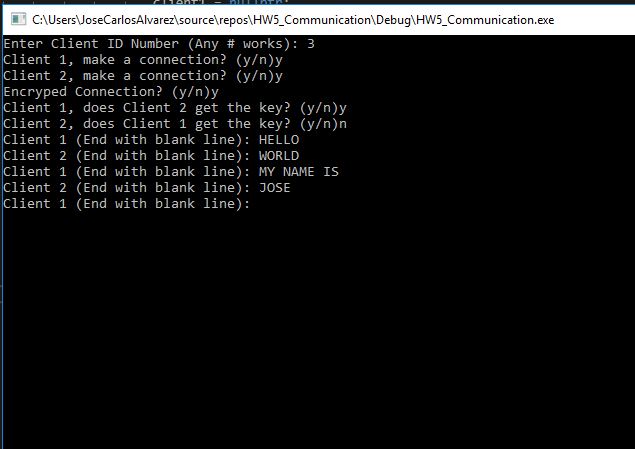 C:\Users\JoseCarlosAlvarez\source\repos\HW5_Communication\Debug\HW5_Communication.exe
Enter Client ID Number (Any # works): 3
Client 1, make a connection? (y/n)y
Client 2, make a connection? (y/n)y
Encryped Connection? (y/n)y
Client 1, does Client 2 get the key? (y/n)y
Client 2, does Client 1 get the key? (y/n)n
Client 1 (End with blank line): HELLO
Client 2 (End with blank line): WORLD
Client 1 (End with blank line): MY NAME IS
Client 2 (End with blank line): JOSE
Client 1 (End with blank line):